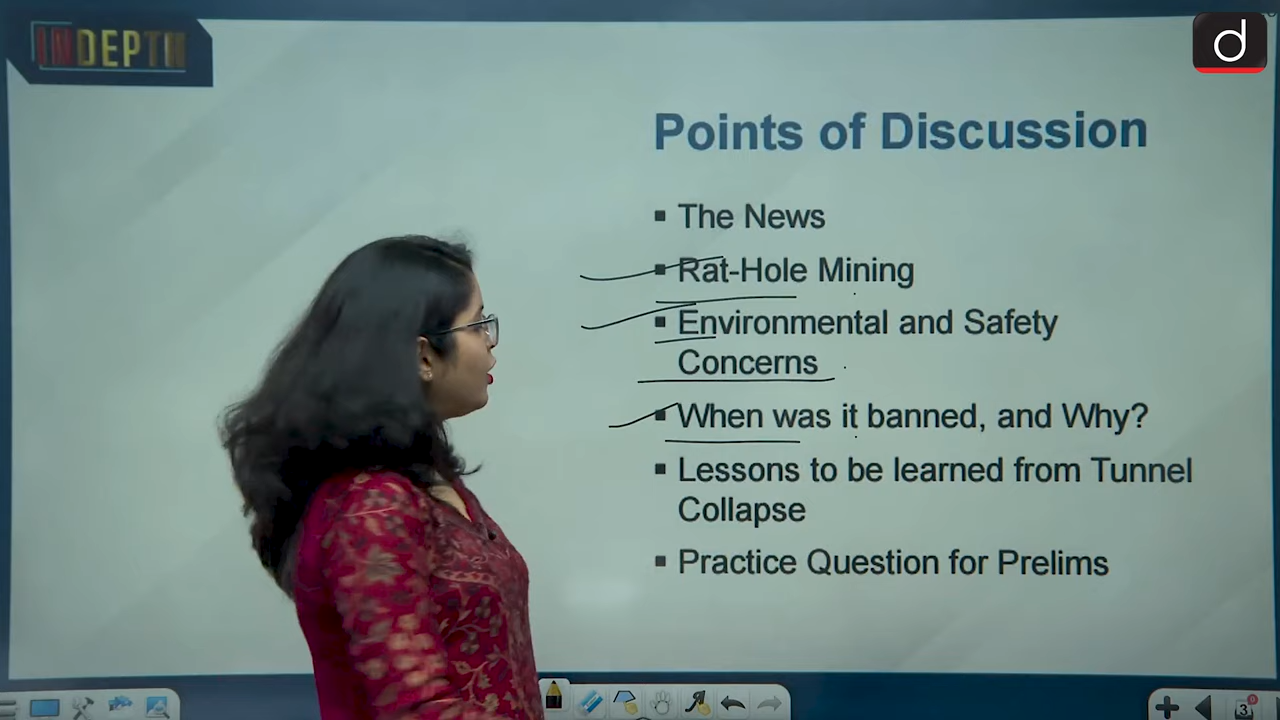 INDEPTH
d
Points of Discussion
▪ The News
▪ Rat-Hole Mining
▪ Environmental and Safety
Concerns
▪ When was it banned, and Why?
▪ Lessons to be learned from Tunnel
Collapse
▪ Practice Question for Prelims
3